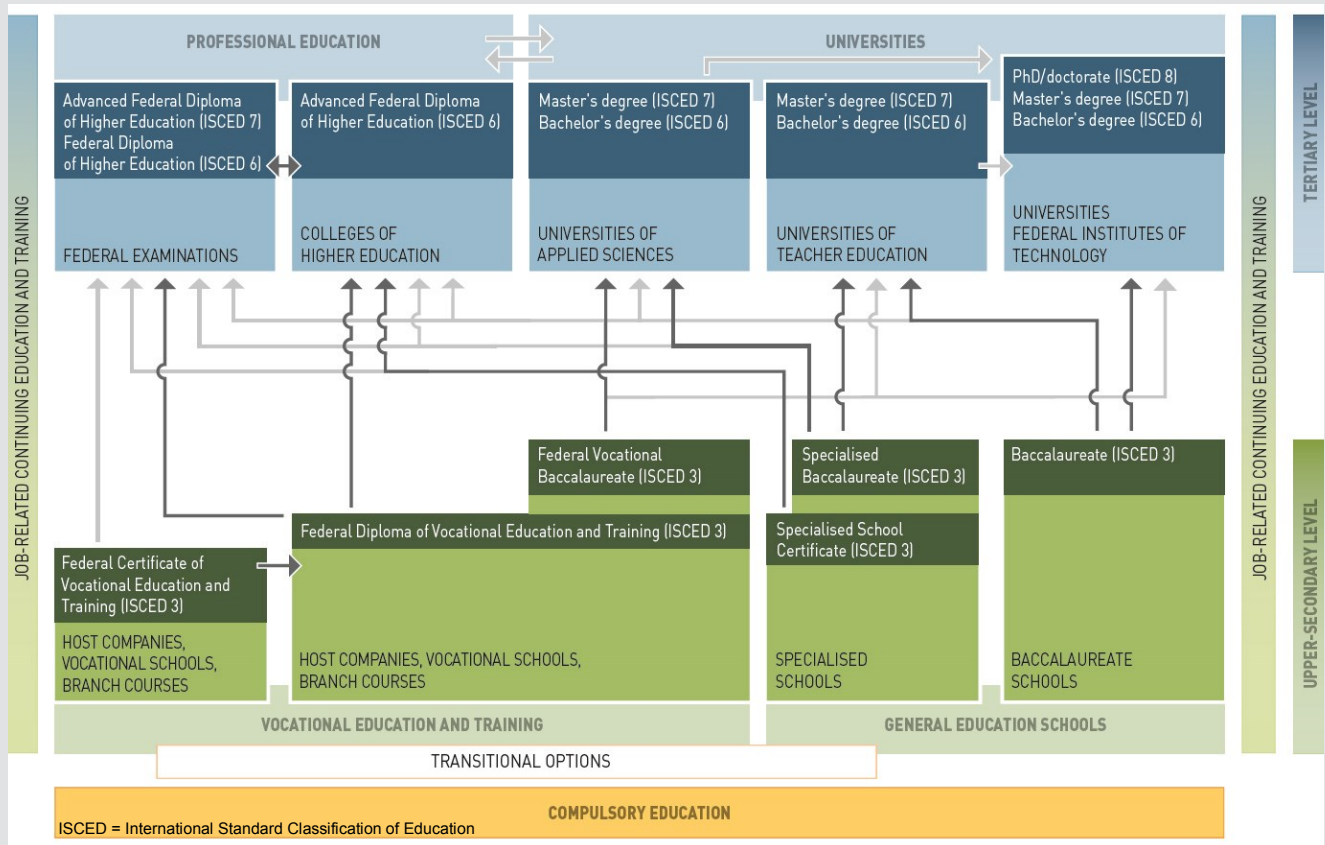 PROFESSIONAL EDUCATION
UNIVERSITIES
Advanced Federal Diploma
of Higher Education (ISCED 7)
Federal Diploma
of Higher Education (ISCED 6)
FEDERAL EXAMINATIONS
Advanced Federal Diploma
of Higher Education (ISCED 6)
COLLEGES OF
HIGHER EDUCATION
Master's degree (ISCED 7)
Bachelor's degree (ISCED 6)
UNIVERSITIES OF
APPLIED SCIENCES
Master's degree (ISCED 7)
Bachelor's degree (ISCED 6)
UNIVERSITIES OF
TEACHER EDUCATION
PhD/doctorate (ISCED 8)
Master's degree (ISCED 7)
Bachelor's degree (ISCED 6)
UNIVERSITIES
FEDERAL INSTITUTES OF
TECHNOLOGY
JOB-RELATED CONTINUING EDUCATION AND TRAINING
JOB-RELATED CONTINUING EDUCATION AND TRAINING
TERTIARY LEVEL
UPPER-SECONDARY LEVEL
Federal Vocational
Baccalaureate (ISCED 3)
Specialised
Baccalaureate (ISCED 3)
Baccalaureate (ISCED 3)
Federal Diploma of Vocational Education and Training (ISCED 3)
Specialised School
Certificate (ISCED 3)
Federal Certificate of
Vocational Education and
Training (ISCED 3)
HOST COMPANIES,
VOCATIONAL SCHOOLS,
BRANCH COURSES
HOST COMPANIES, VOCATIONAL SCHOOLS,
BRANCH COURSES
SPECIALISED
SCHOOLS
BACCALAUREATE
SCHOOLS
VOCATIONAL EDUCATION AND TRAINING
GENERAL EDUCATION SCHOOLS
TRANSITIONAL OPTIONS
COMPULSORY EDUCATION
ISCED = International Standard Classification of Education